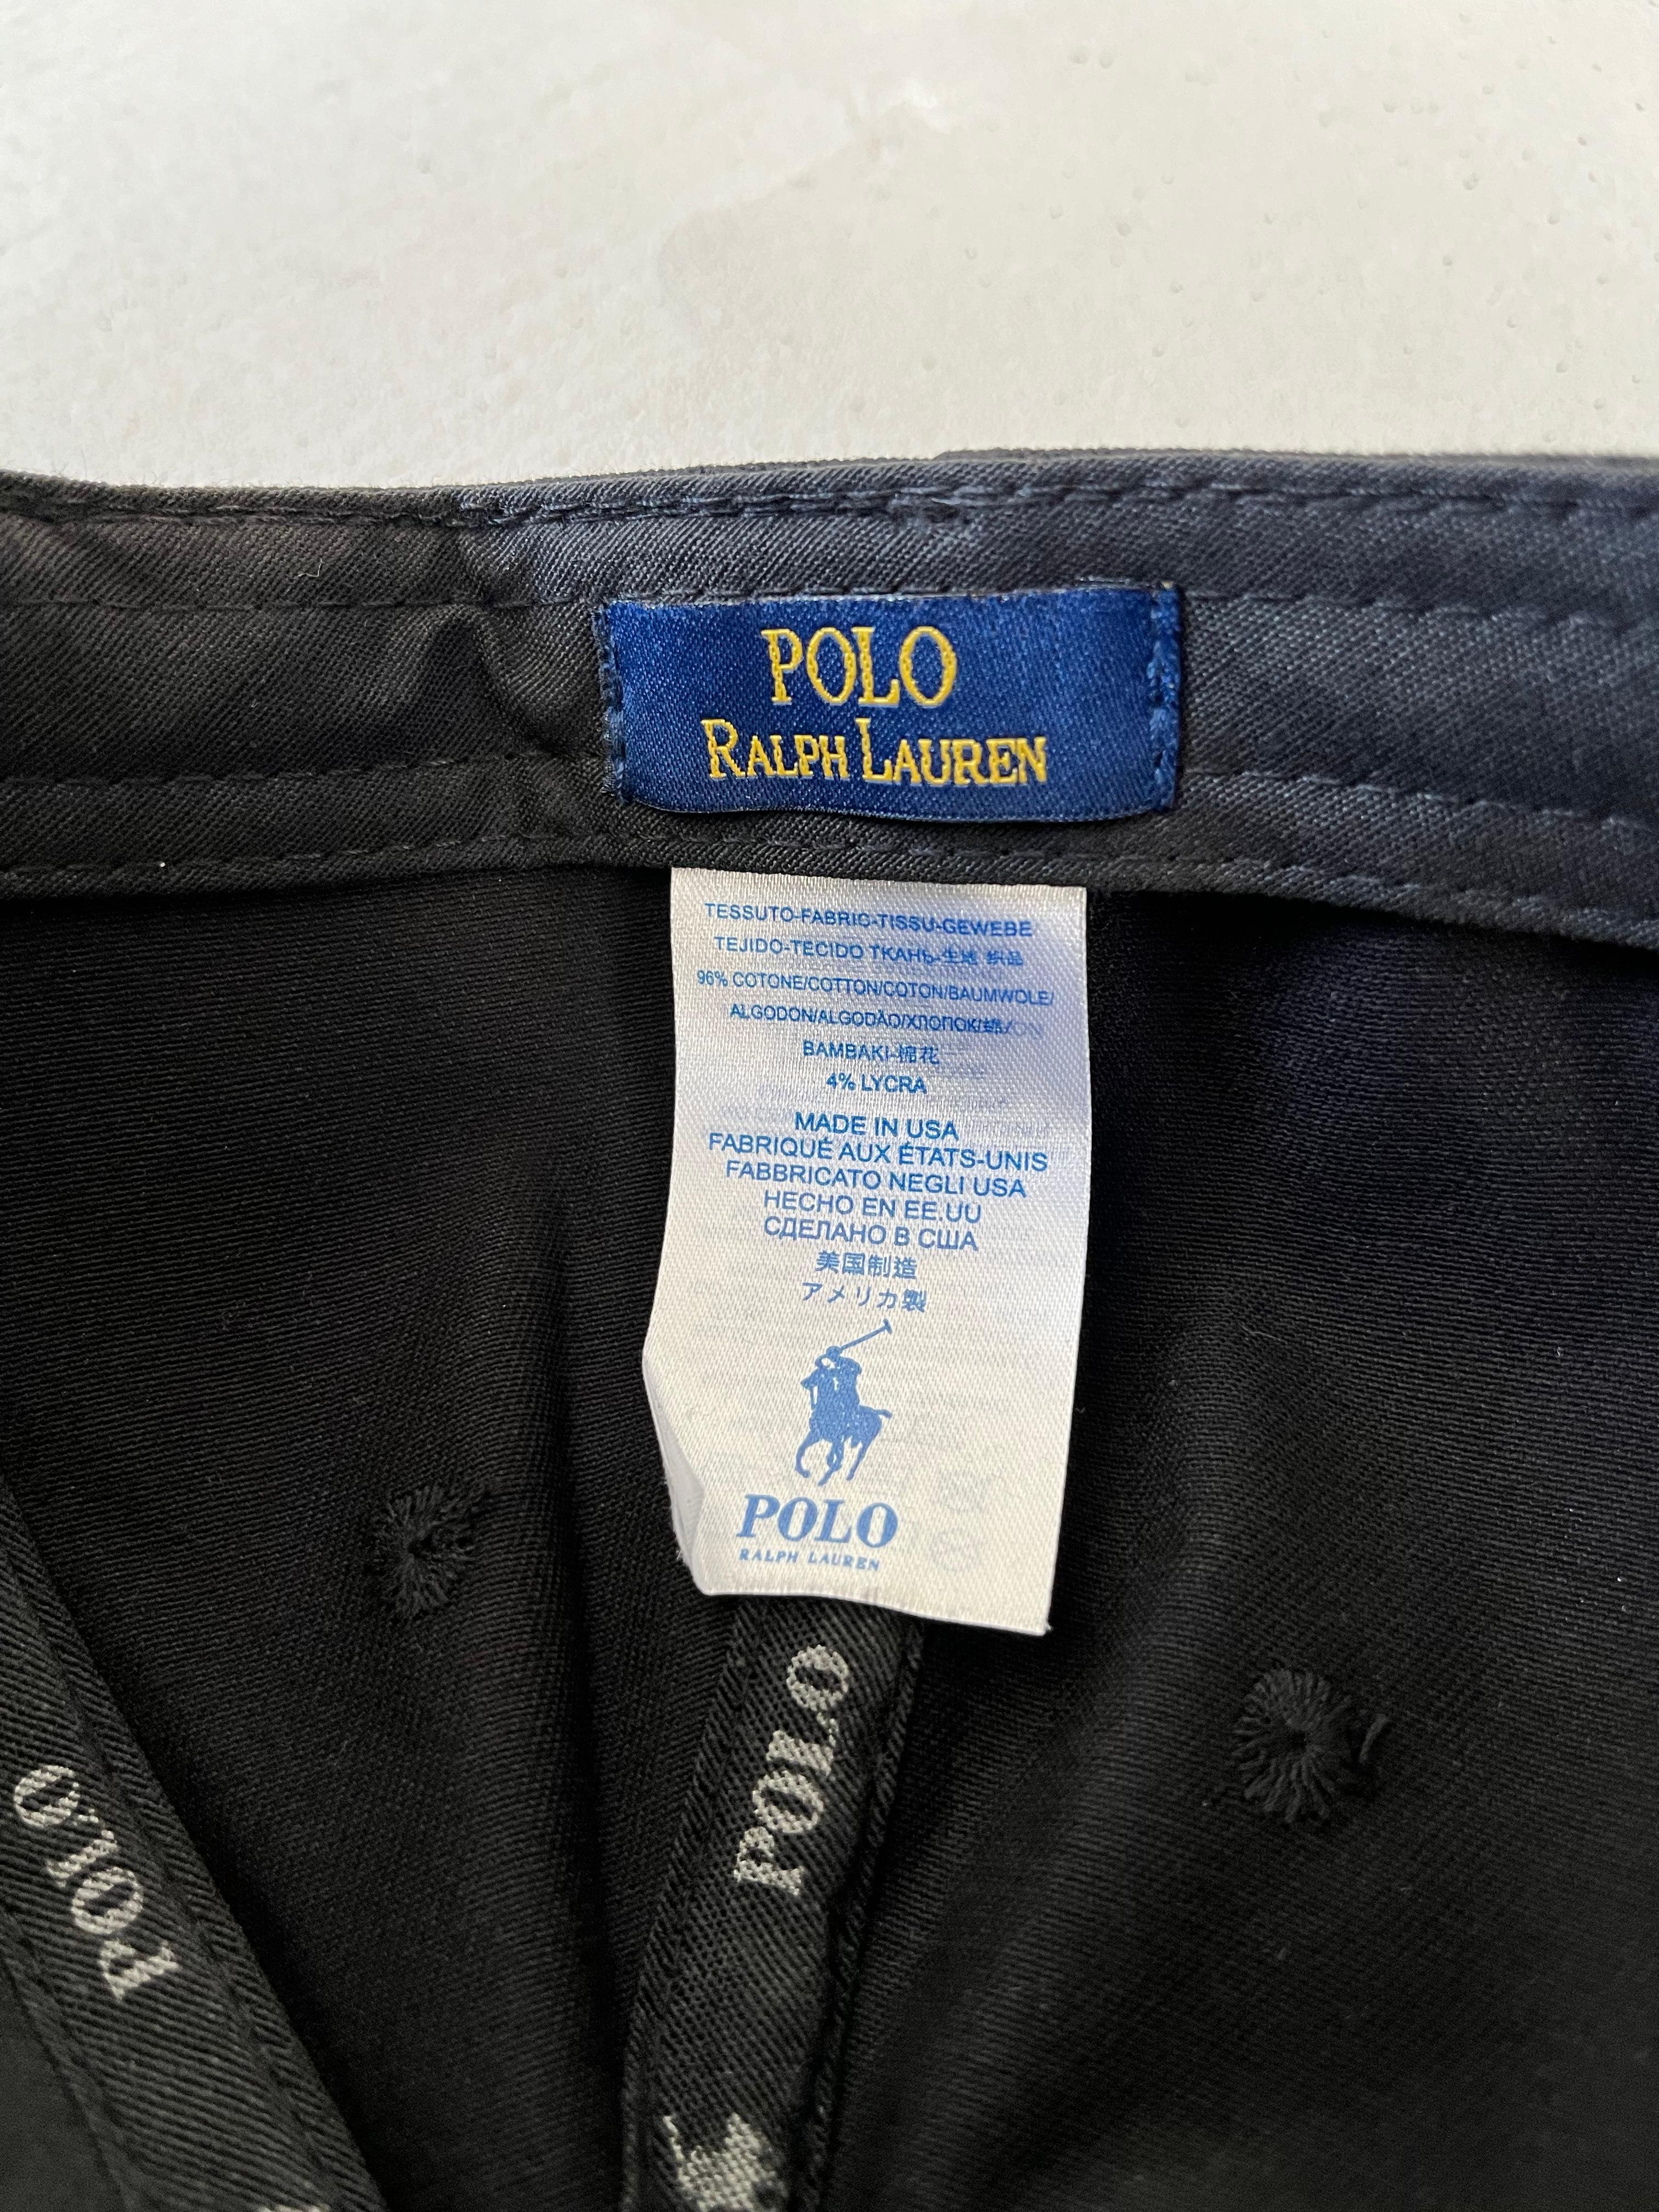 POLO
RALPH LAUREN
TESSUTO-FABRIC-TISSU-GEWEBE
TEJIDO-TECIDO ТКАНЬ-生地 织品
96% COTONE/COTTON/COTON/BAUMWOLE/
ALGODON/ALGODÃO/ХЛОПОК/綿/
BAMBAKI-棉花
4% LYCRA
MADE IN USA
FABRIQUÉ AUX ÉTATS-UNIS
FABBRICATO NEGLI USA
HECHO EN EE.UU
СДЕЛАНО В США
美国制造
アメリカ製
POLO
RALPH LAUREN
POLO
POLO